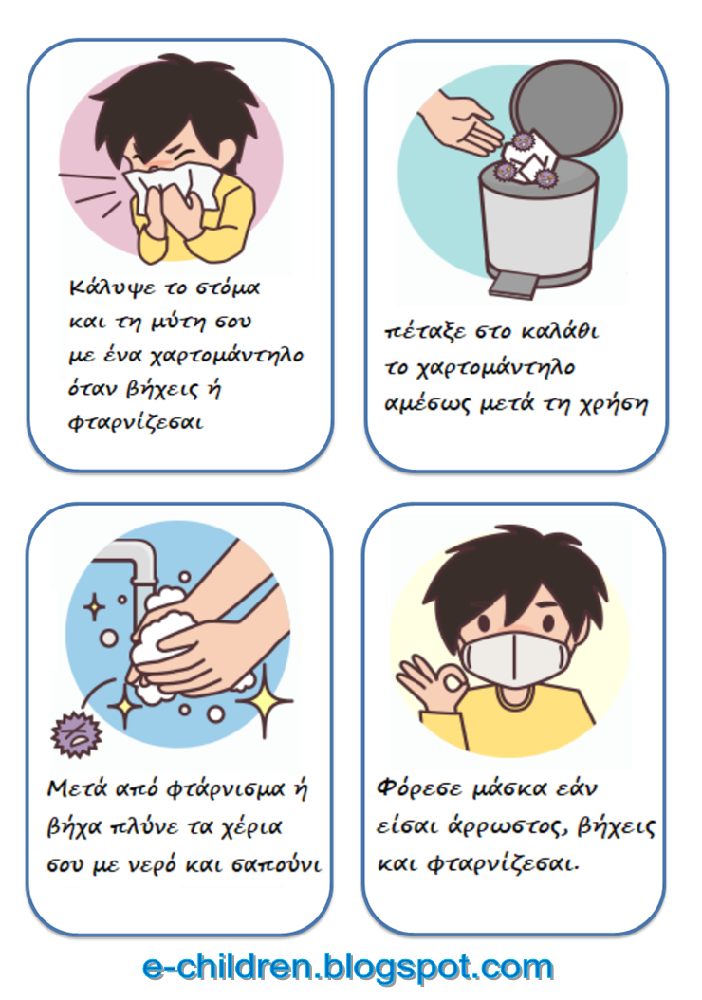 Κάλυψε το στόμα
και τη μύτη σου
με ένα χαρτομάντηλο
όταν βήχεις ή
φταρνίζεσαι
πέταξε στο καλάθι
το χαρτομάντηλο
αμέσως μετά τη χρήση
Μετά από φτάρνισμα ή
βήχα πλύνε τα χέρια
σου με νερό και σαπούνι
Φόρεσε μάσκα εάν
είσαι άρρωστος, βήχεις
και φταρνίζεσαι.
e-children.blogspot.com